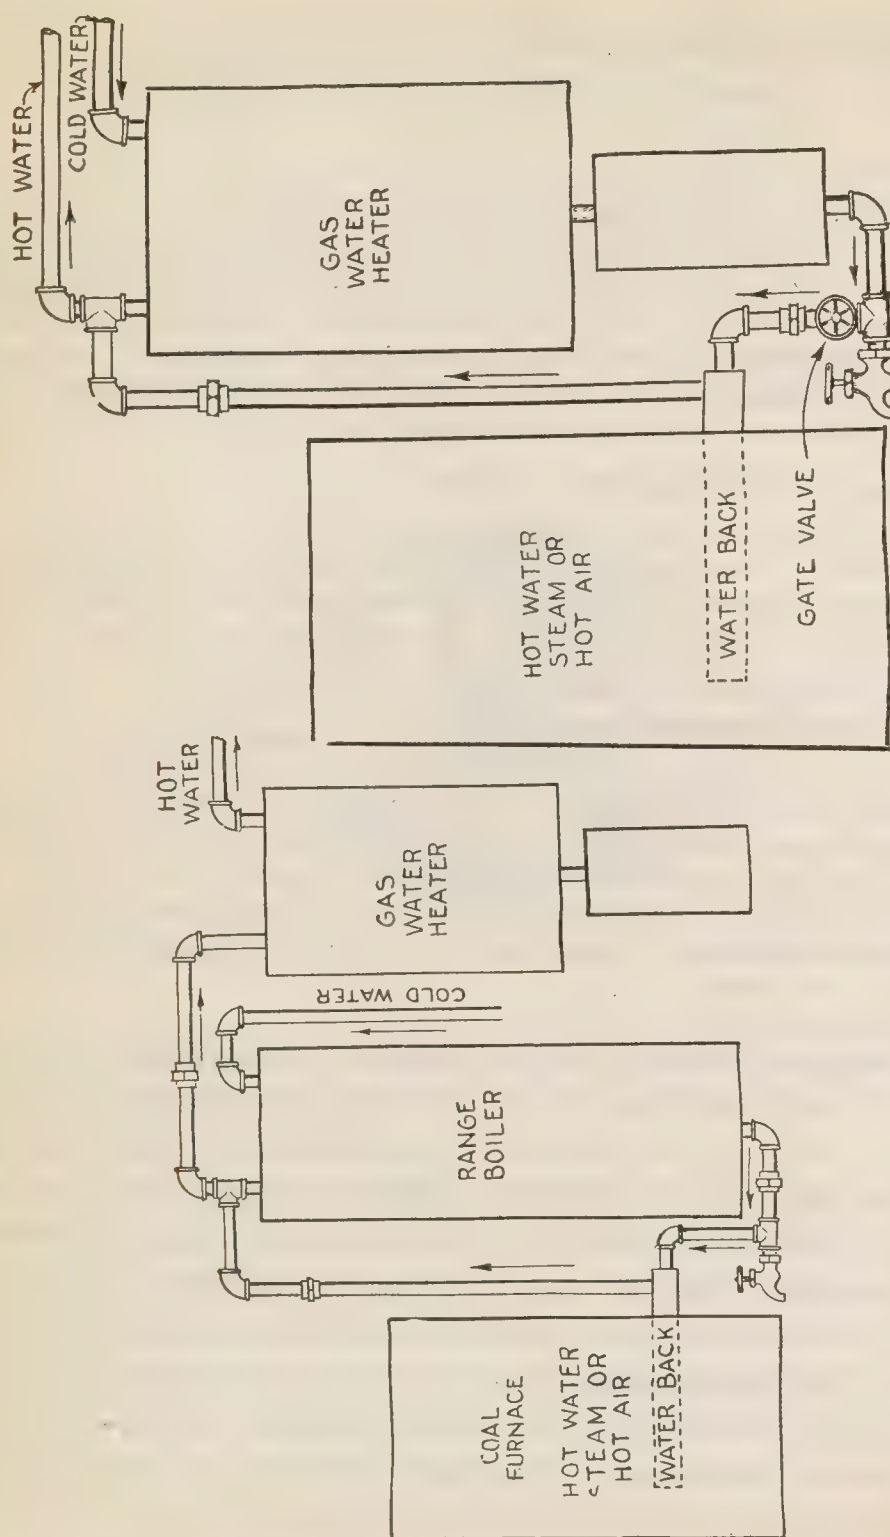 HOT WATER
COLD WATER
GAS
WATER
HEATER
HOT WATER
STEAM OR
HOT AIR
WATER BACK
GATE VALVE
HOT
WATER
GAS
WATER
HEATER
COLD WATER
RANGE
BOILER
COAL
FURNACE
HOT WATER
STEAM OR
HOT AIR
WATER BACK